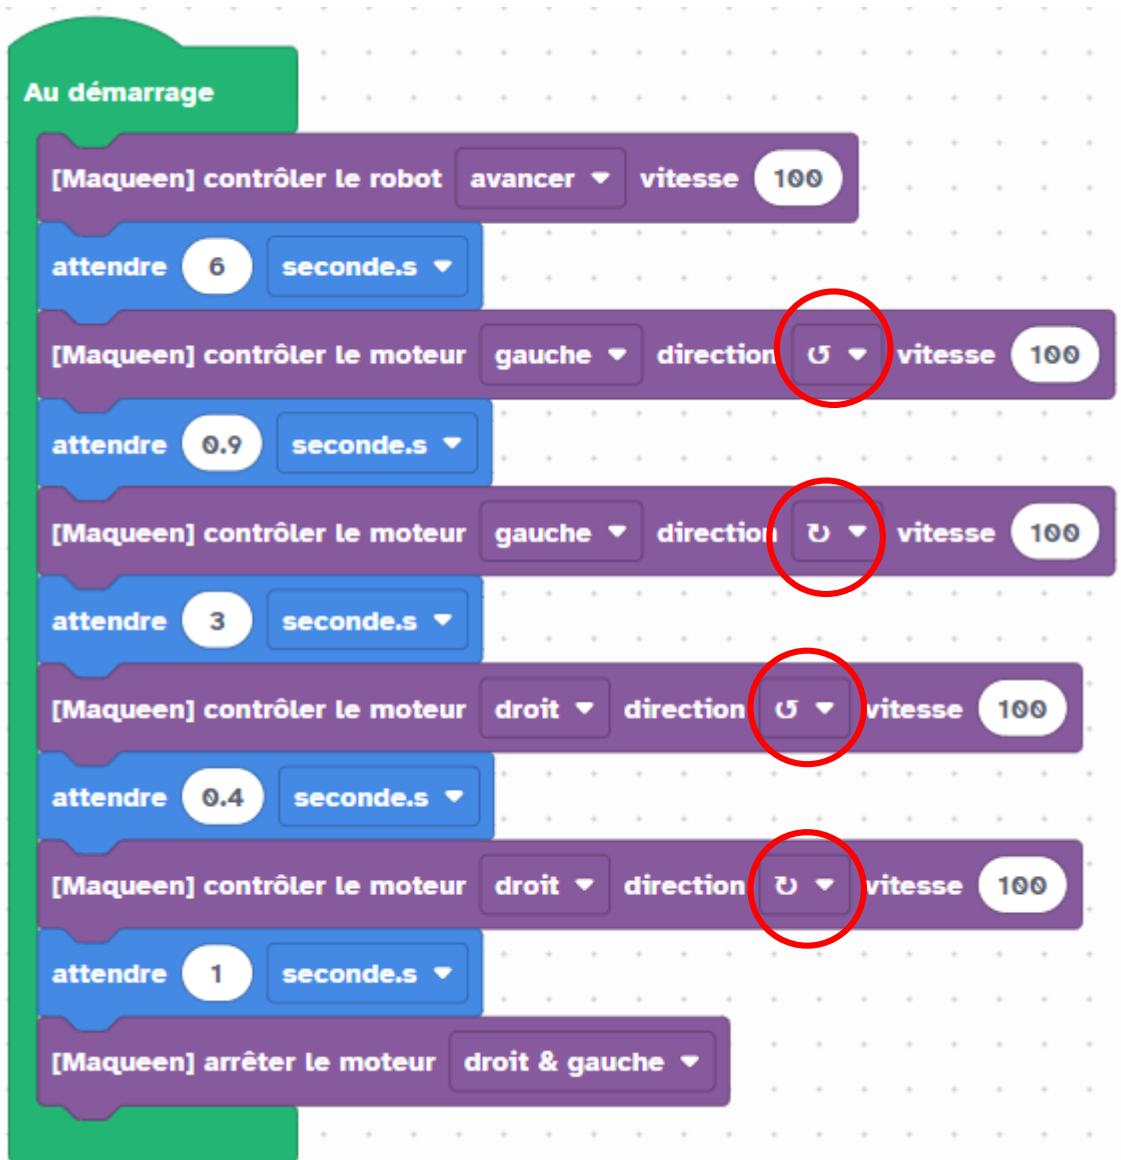 Au démarrage
[Maqueen] contrôler le robot avancer vitesse 100
attendre 6 seconde.s
[Maqueen] contrôler le moteur gauche direction ↺ vitesse 100
attendre 0.9 seconde.s
[Maqueen] contrôler le moteur gauche direction ↻ vitesse 100
attendre 3 seconde.s
[Maqueen] contrôler le moteur droit direction ↺ vitesse 100
attendre 0.4 seconde.s
[Maqueen] contrôler le moteur droit direction ↻ vitesse 100
attendre 1 seconde.s
[Maqueen] arrêter le moteur droit & gauche